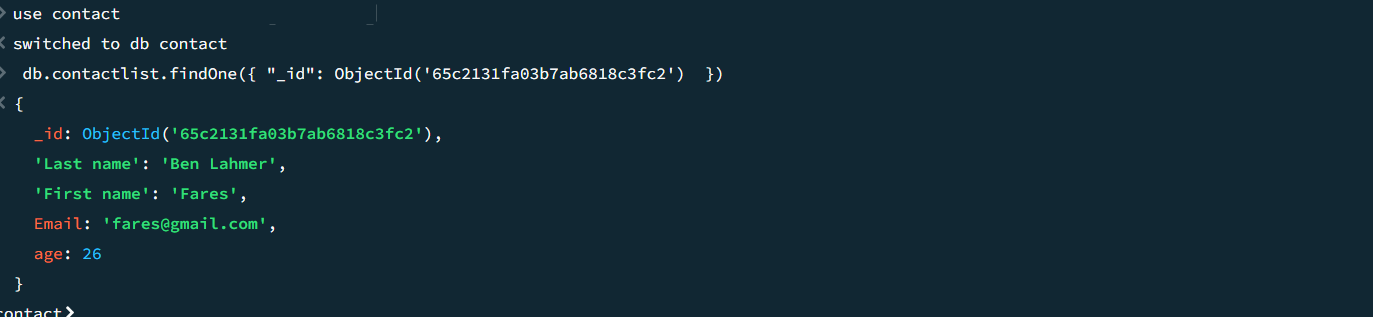 use contact
switched to db contact
db.contactlist.findOne({ "_id": ObjectId('65c2131fa03b7ab6818c3fc2')  })
{
_id: ObjectId('65c2131fa03b7ab6818c3fc2'),
'Last name': 'Ben Lahmer',
'First name': 'Fares',
Email: 'fares@gmail.com',
age: 26
}
contact>